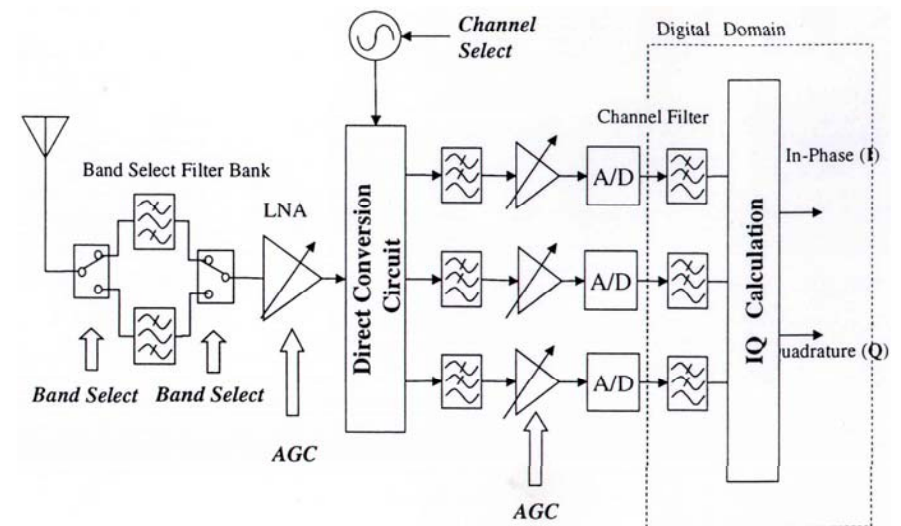 Channel
Select
Digital Domain
Channel Filter
Band Select Filter Bank
LNA
Direct Conversion
Circuit
A/D
A/D
A/D
IQ Calculation
In-Phase (I)
uadrature (Q)
Band Select
Band Select
AGC
AGC